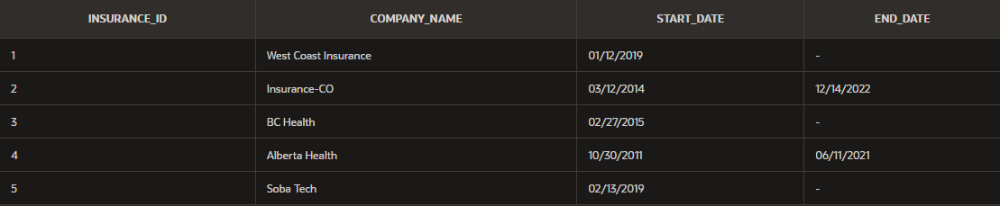 INSURANCE_ID COMPANY_NAME START_DATE END_DATE
1 West Coast Insurance 01/12/2019 -
2 Insurance-CO 03/12/2014 12/14/2022
3 BC Health 02/27/2015 -
4 Alberta Health 10/30/2011 06/11/2021
5 Soba Tech 02/13/2019 -